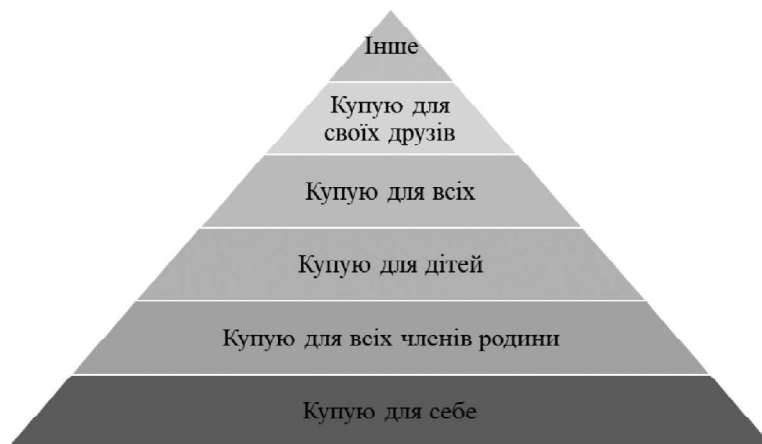 Інше
Купую для
своїх друзів
Купую для всіх
Купую для дітей
Купую для всіх членів родини
Купую для себе